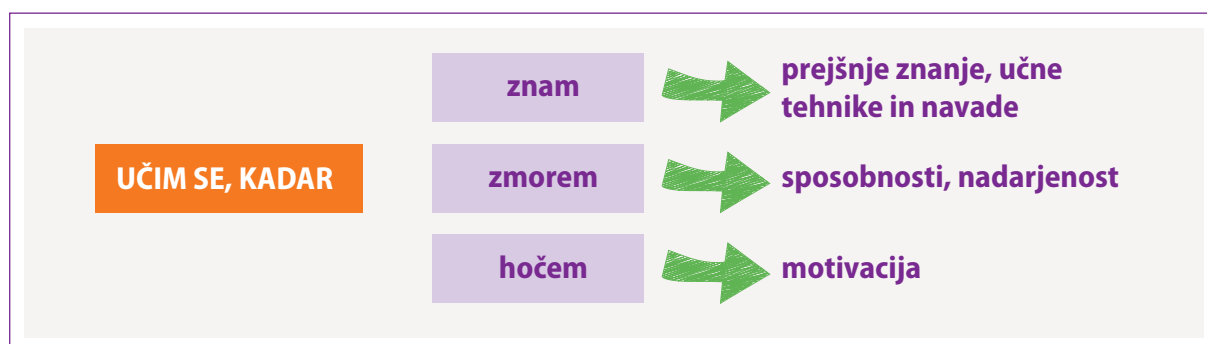 UČIM SE, KADAR
znam
prejšnje znanje, učne
tehnike in navade
zmorem
sposobnosti, nadarjenost
hočem
motivacija